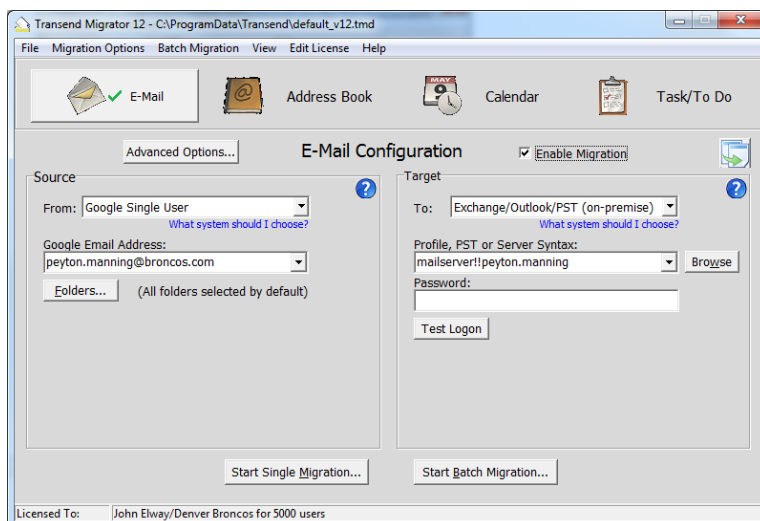 Transend Migrator 12 - C:\ProgramData\Transend\default_v12.tmd
File Migration Options Batch Migration View Edit License Help
E-Mail Address Book MAY 9 Calendar Task/To Do
Advanced Options... E-Mail Configuration Enable Migration
Source Target
From: Google Single User To: Exchange/Outlook/PST (on-premise)
What system should I choose? What system should I choose?
Google Email Address: Profile, PST or Server Syntax:
peyton.manning@broncos.com mailserver!!peyton.manning Browse
Folders... (All folders selected by default) Password:
Test Logon
Start Single Migration... Start Batch Migration...
Licensed To: John Elway/Denver Broncos for 5000 users